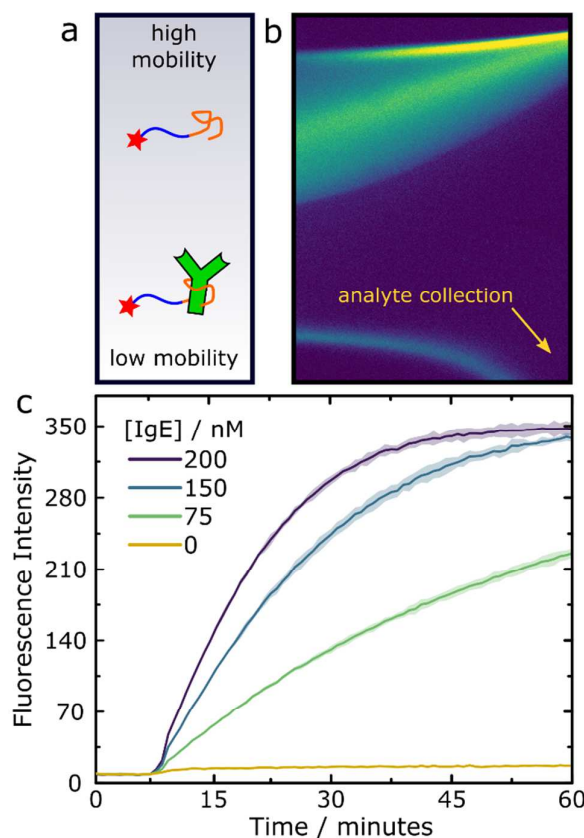 a
high
mobility
low mobility
b
analyte collection
c
[IgE] / nM
200
150
75
0
Fluorescence Intensity
350
280
210
140
70
0
0
15
30
45
60
Time / minutes